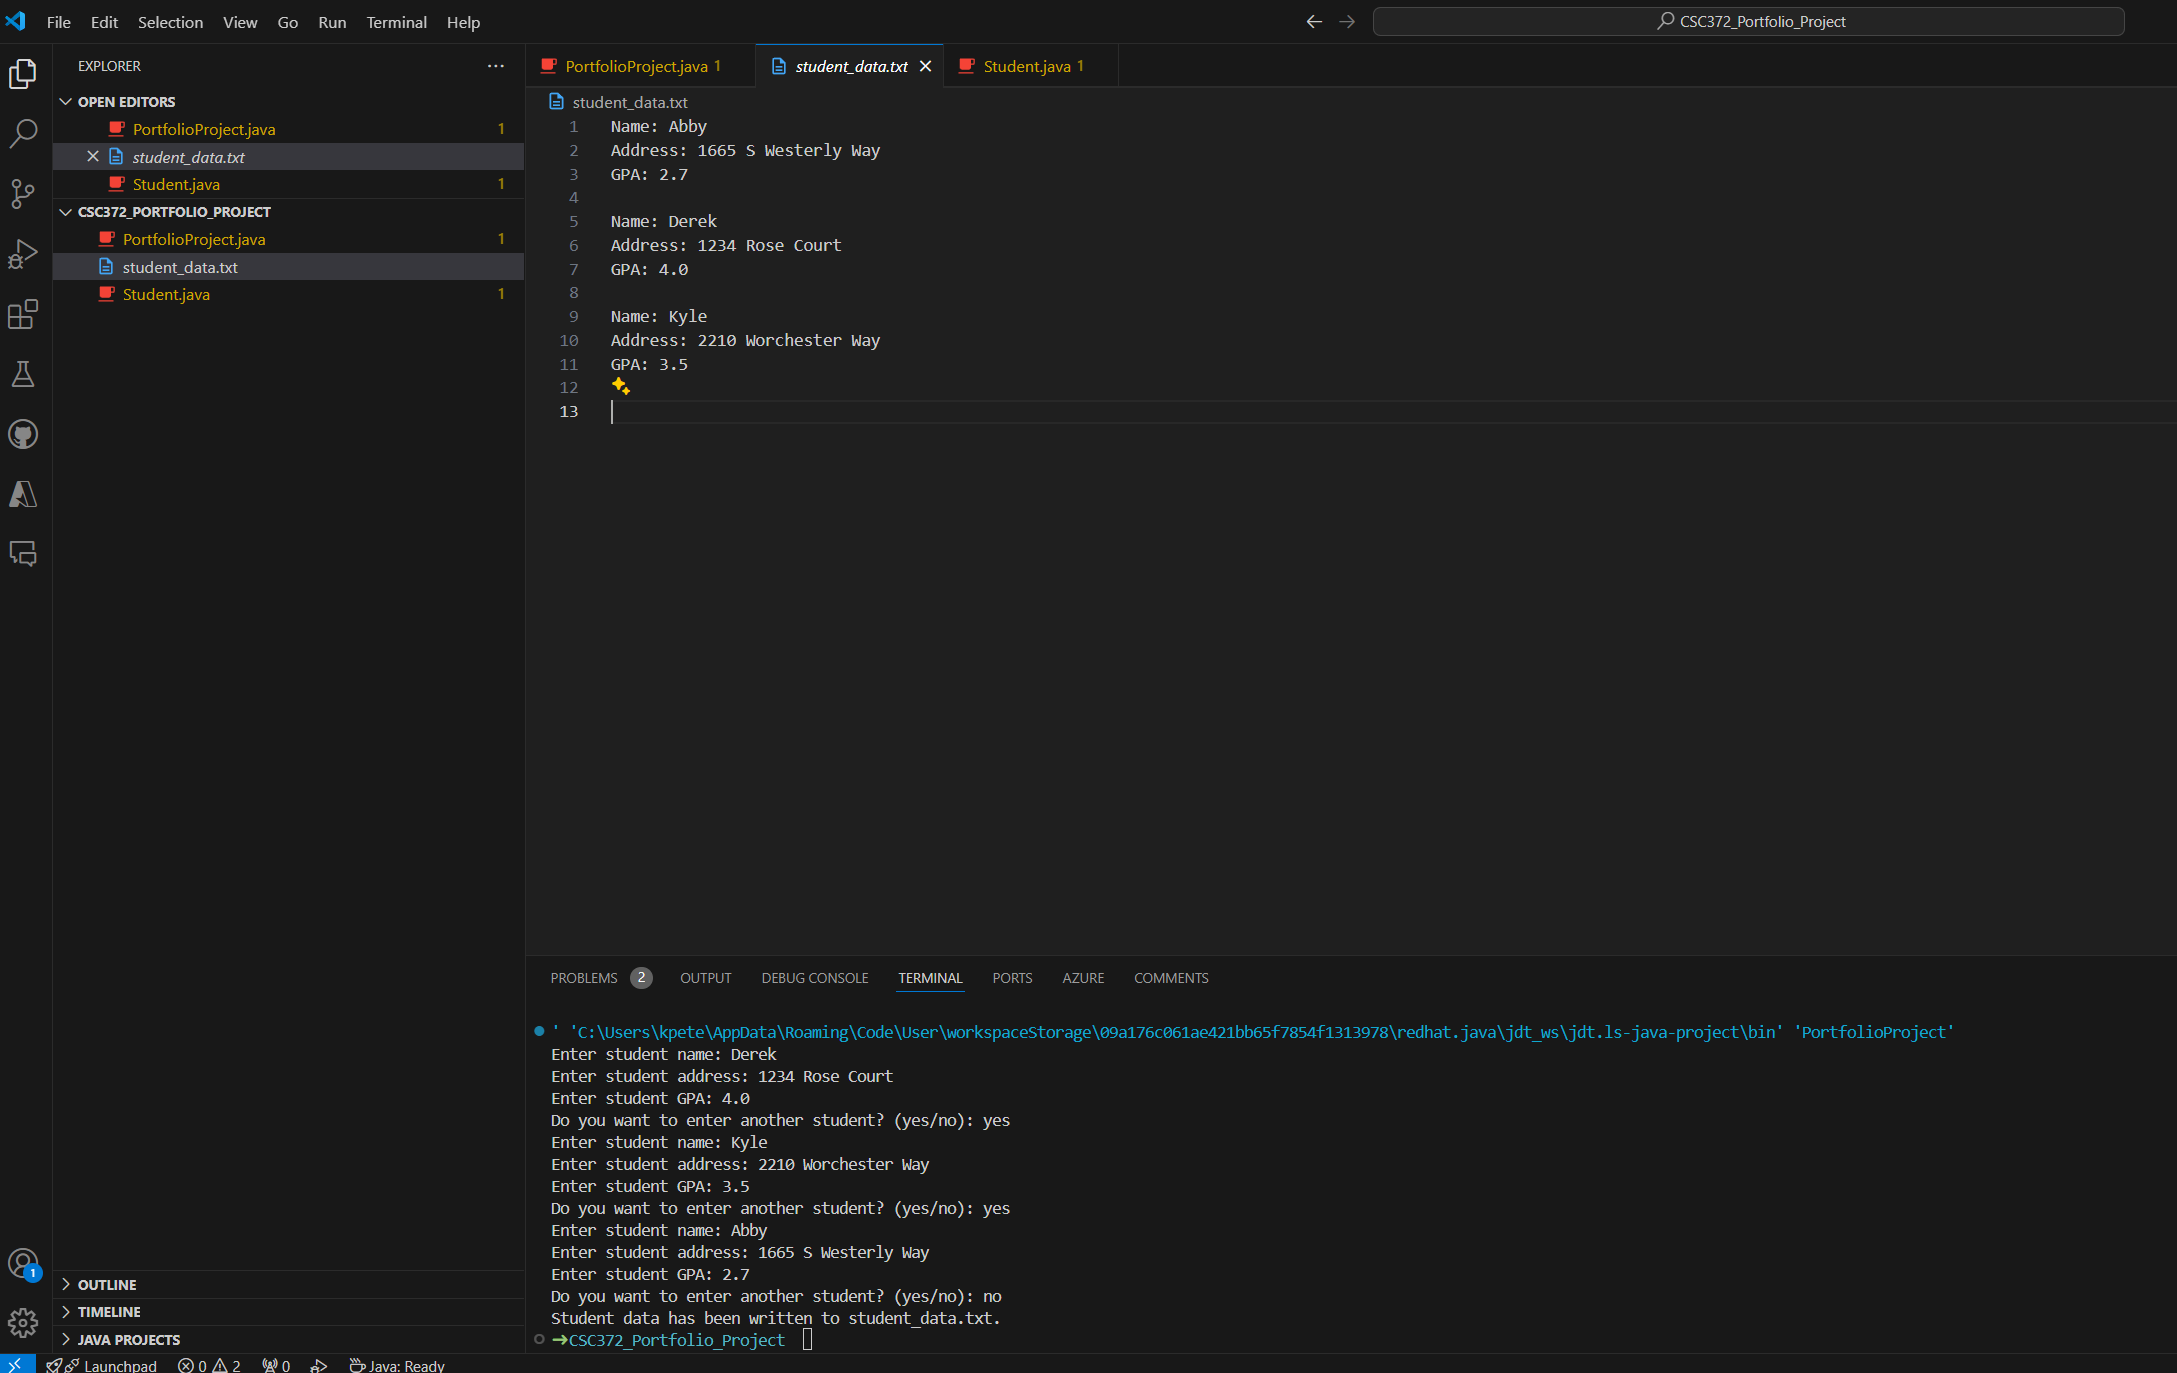 File Edit Selection View Go Run Terminal Help
CSC372_Portfolio_Project
EXPLORER
OPEN EDITORS
PortfolioProject.java 1
student_data.txt
Student.java 1
CSC372_PORTFOLIO_PROJECT
PortfolioProject.java 1
student_data.txt
Student.java 1
OUTLINE
TIMELINE
JAVA PROJECTS
PortfolioProject.java 1 student_data.txt Student.java 1
student_data.txt
1 Name: Abby
2 Address: 1665 S Westerly Way
3 GPA: 2.7
4
5 Name: Derek
6 Address: 1234 Rose Court
7 GPA: 4.0
8
9 Name: Kyle
10 Address: 2210 Worchester Way
11 GPA: 3.5
12
13
PROBLEMS 2 OUTPUT DEBUG CONSOLE TERMINAL PORTS AZURE COMMENTS
' 'C:\Users\kpete\AppData\Roaming\Code\User\workspaceStorage\09a176c061ae421bb65f7854f1313978\redhat.java\jdt_ws\jdt.ls-java-project\bin' 'PortfolioProject'
Enter student name: Derek
Enter student address: 1234 Rose Court
Enter student GPA: 4.0
Do you want to enter another student? (yes/no): yes
Enter student name: Kyle
Enter student address: 2210 Worchester Way
Enter student GPA: 3.5
Do you want to enter another student? (yes/no): yes
Enter student name: Abby
Enter student address: 1665 S Westerly Way
Enter student GPA: 2.7
Do you want to enter another student? (yes/no): no
Student data has been written to student_data.txt.
➜CSC372_Portfolio_Project
1
Launchpad 0 2 0 Java: Ready